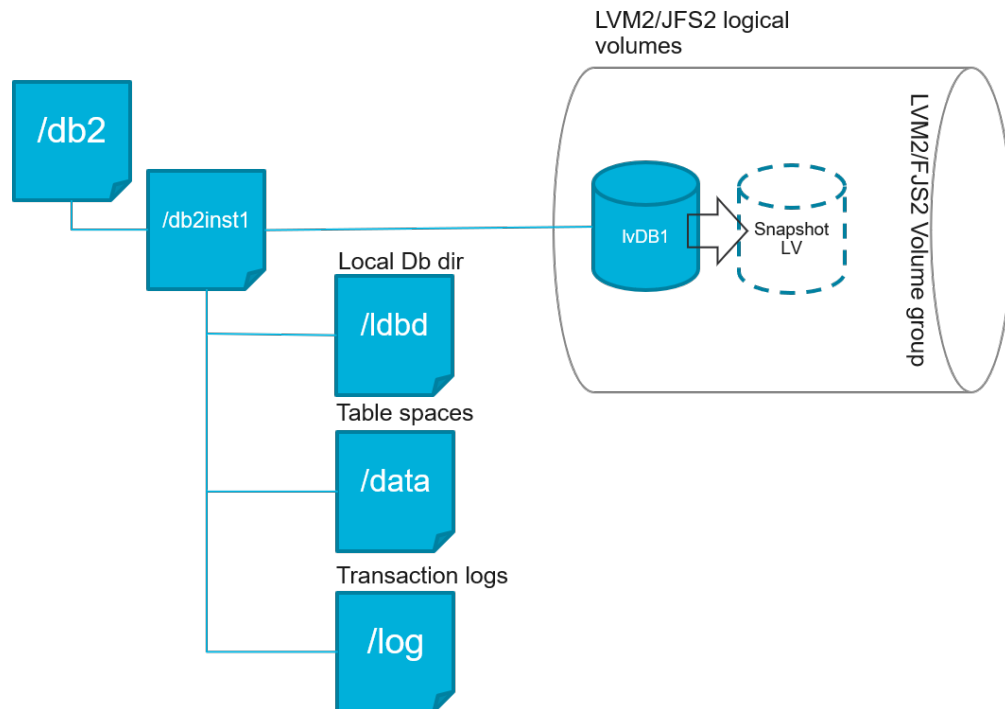 LVM2/JFS2 logical
volumes
/db2
/db2inst1
Local Db dir
/ldbd
Table spaces
/data
Transaction logs
/log
lvDB1
Snapshot
LV
LVM2/FJS2 Volume group